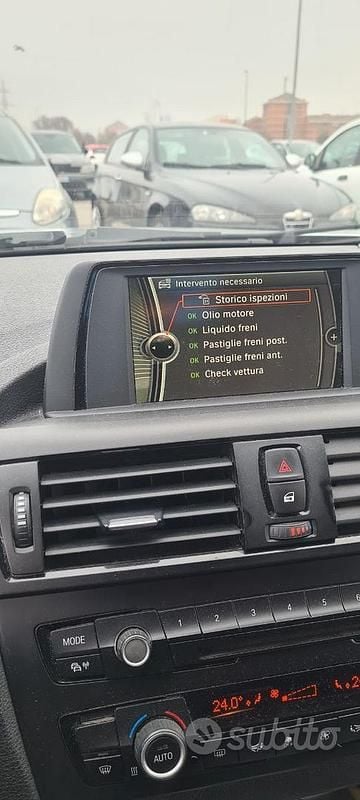 Intervento necessario
Storico ispezioni
OK Olio motore
OK Liquido freni
OK Pastiglie freni post.
OK Pastiglie freni ant.
OK Check vettura
MODE
1 2 3 4 5 6
24.0°
AUTO
subito